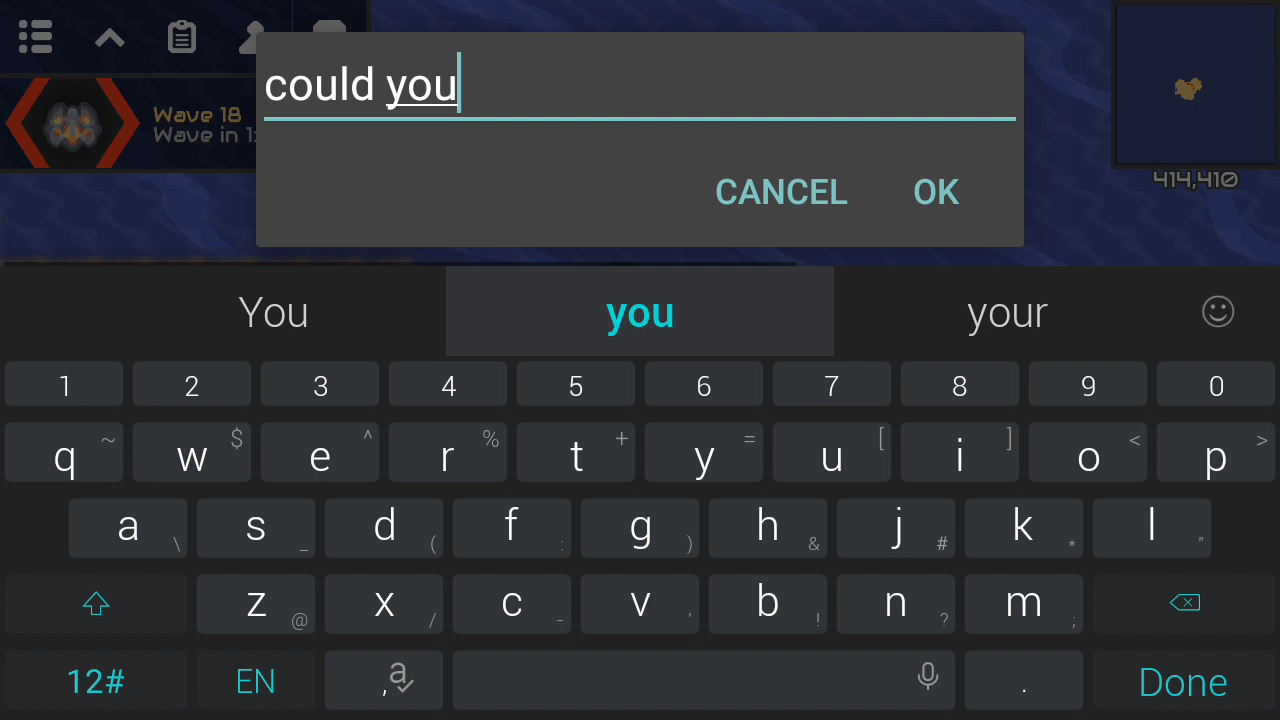 could you
Wave 18
Wave in 1:
CANCEL OK
414,410
You you your
1 2 3 4 5 6 7 8 9 0
q ~ w $ e ^ r % t + y = u [ i ] o < p >
a \ s _ d ( f : g ) h & j # k * l "
z @ x / c - v ' b ! n ? m ;
12# EN , a . Done